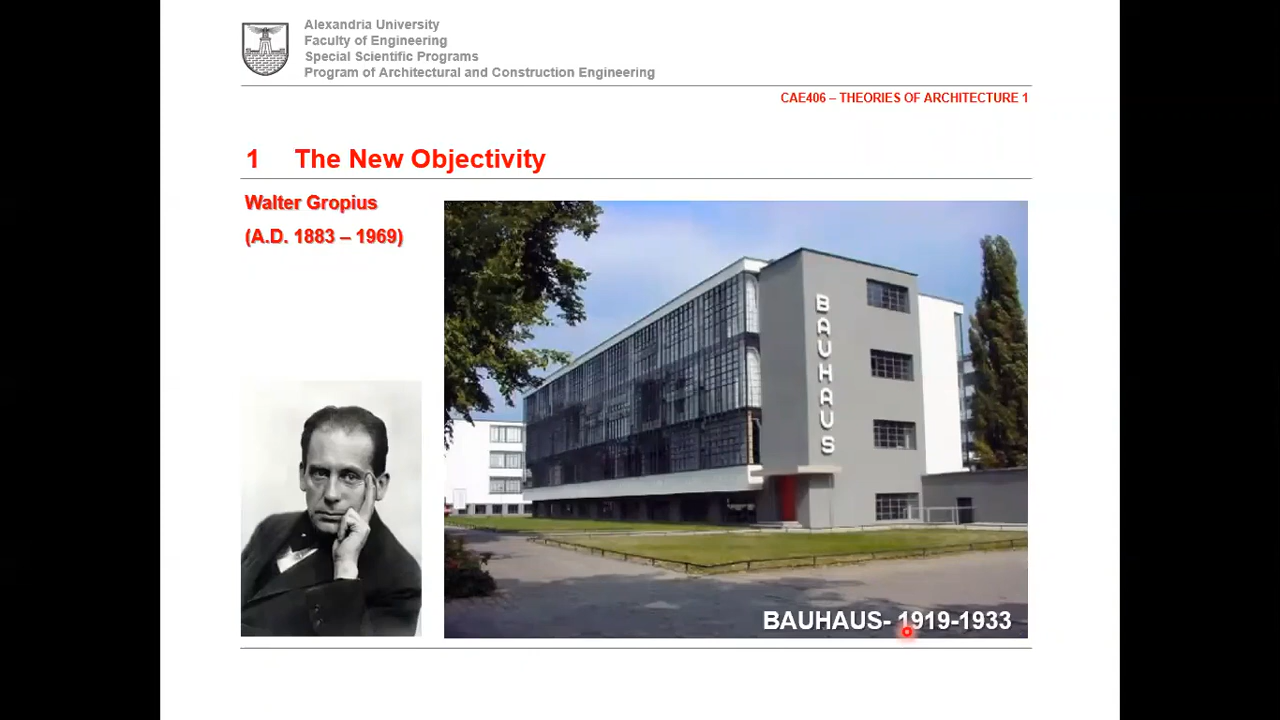 Alexandria University
Faculty of Engineering
Special Scientific Programs
Program of Architectural and Construction Engineering
CAE406 – THEORIES OF ARCHITECTURE 1
1 The New Objectivity
Walter Gropius
(A.D. 1883 – 1969)
BAUHAUS
BAUHAUS- 1919-1933